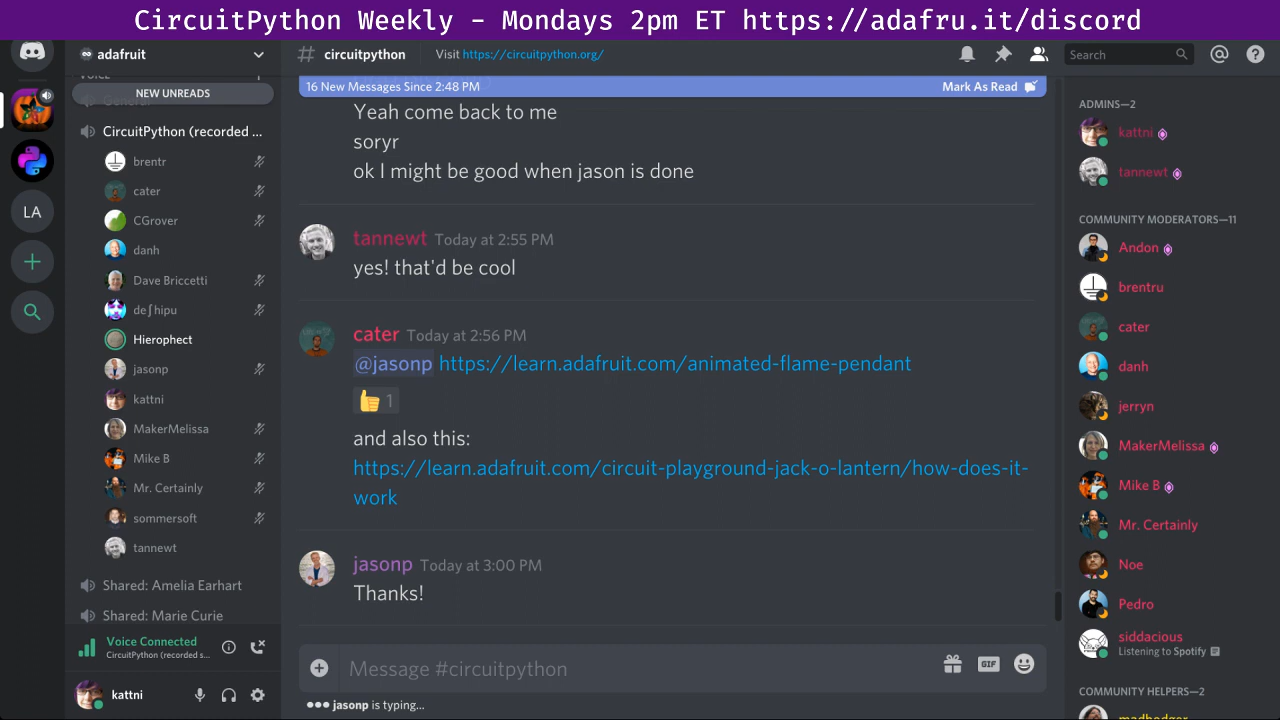 CircuitPython Weekly - Mondays 2pm ET https://adafru.it/discord
adafruit
# circuitpython
Visit https://circuitpython.org/
Search
NEW UNREADS
General
CircuitPython (recorded ...
brentr
cater
CGrover
danh
Dave Briccetti
de∫hipu
Hierophect
jasonp
kattni
MakerMelissa
Mike B
Mr. Certainly
sommersoft
tannewt
Shared: Amelia Earhart
Shared: Marie Curie
Voice Connected
CircuitPython (recorded s...
kattni
LA
16 New Messages Since 2:48 PM
Mark As Read
Yeah come back to me
soryr
ok I might be good when jason is done
tannewt Today at 2:55 PM
yes! that'd be cool
cater Today at 2:56 PM
@jasonp https://learn.adafruit.com/animated-flame-pendant
1
and also this:
https://learn.adafruit.com/circuit-playground-jack-o-lantern/how-does-it-
work
jasonp Today at 3:00 PM
Thanks!
Message #circuitpython
GIF
jasonp is typing...
ADMINS—2
kattni
tannewt
COMMUNITY MODERATORS—11
Andon
brentru
cater
danh
jerryn
MakerMelissa
Mike B
Mr. Certainly
Noe
Pedro
siddacious
Listening to Spotify
COMMUNITY HELPERS—2